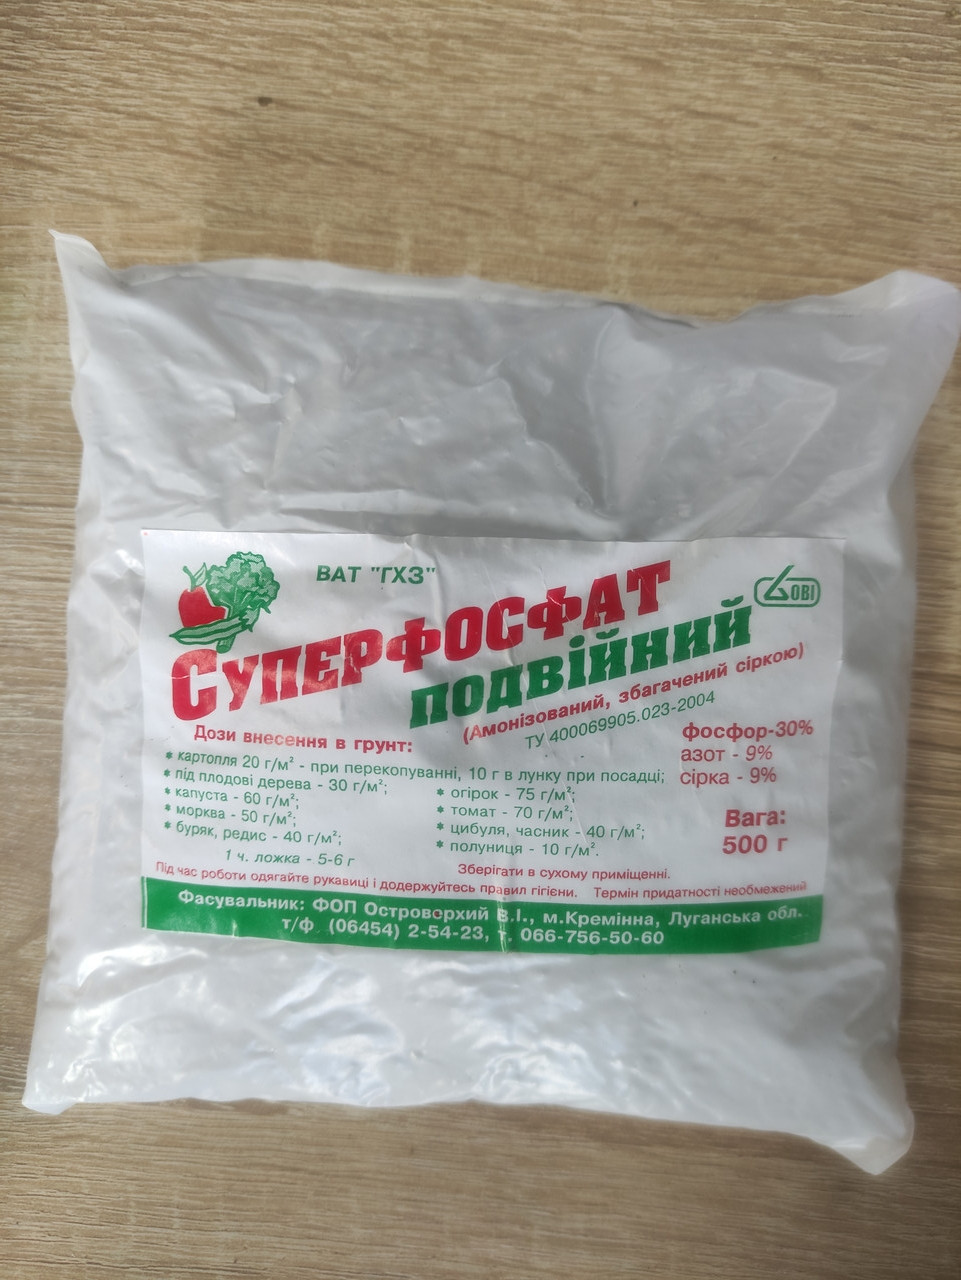 ВАТ "ГХЗ"
ОВІ
СУПЕРФОСФАТ
ПОДВІЙНИЙ
(Амонізований, збагачений сіркою)
ТУ 400069905.023-2004
Дози внесення в грунт:
* картопля 20 г/м² - при перекопуванні, 10 г в лунку при посадці;
* під плодові дерева - 30 г/м²;
* капуста - 60 г/м²;
* морква - 50 г/м²;
* буряк, редис - 40 г/м²;
1 ч. ложка - 5-6 г
* огірок - 75 г/м²;
* томат - 70 г/м²;
* цибуля, часник - 40 г/м²;
* полуниця - 10 г/м².
фосфор-30%
азот - 9%
сірка - 9%
Вага:
500 г
Зберігати в сухому приміщенні.
Під час роботи одягайте рукавиці і додержуйтесь правил гігієни. Термін придатності необмежений
Фасувальник: ФОП Островерхий В.І., м.Кремінна, Луганська обл.
т/ф (06454) 2-54-23, т. 066-756-50-60